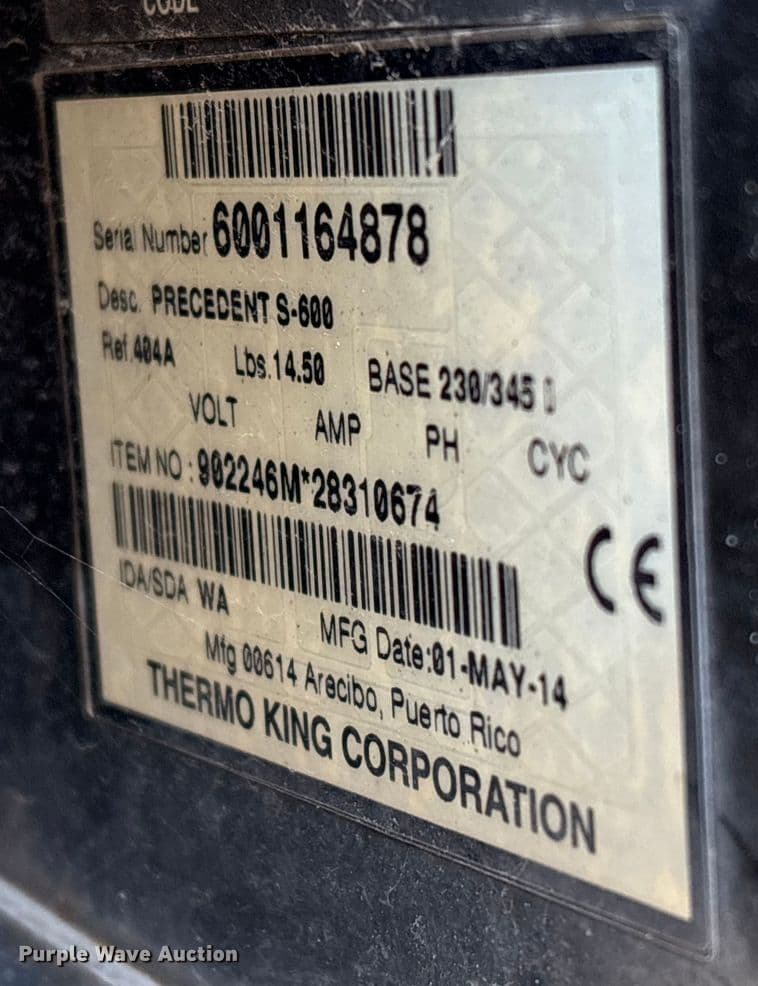 CODE
Serial Number 6001164878
Desc. PRECEDENT S-600
Ref.404A Lbs.14.50 BASE 230/345
VOLT AMP PH CYC
ITEM NO : 902246M*28310674
CE
IDA/SDA WA MFG Date:01-MAY-14
Mfg 00614 Arecibo, Puerto Rico
THERMO KING CORPORATION
Purple Wave Auction